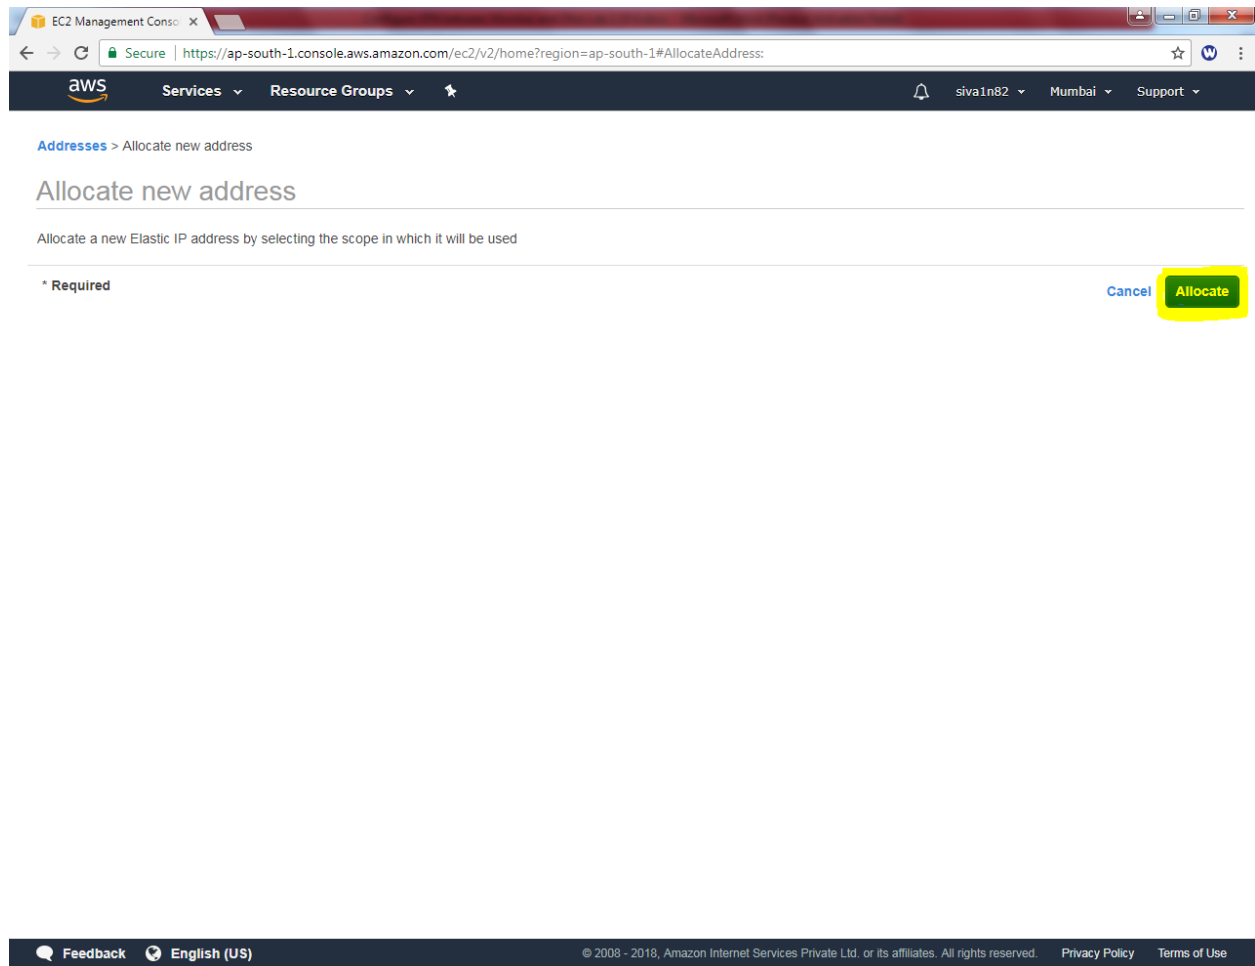 EC2 Management Conso
Secure https://ap-south-1.console.aws.amazon.com/ec2/v2/home?region=ap-south-1#AllocateAddress:
aws Services Resource Groups siva1n82 Mumbai Support
Addresses > Allocate new address
Allocate new address
Allocate a new Elastic IP address by selecting the scope in which it will be used
* Required
Cancel Allocate
Feedback English (US) © 2008 - 2018, Amazon Internet Services Private Ltd. or its affiliates. All rights reserved. Privacy Policy Terms of Use